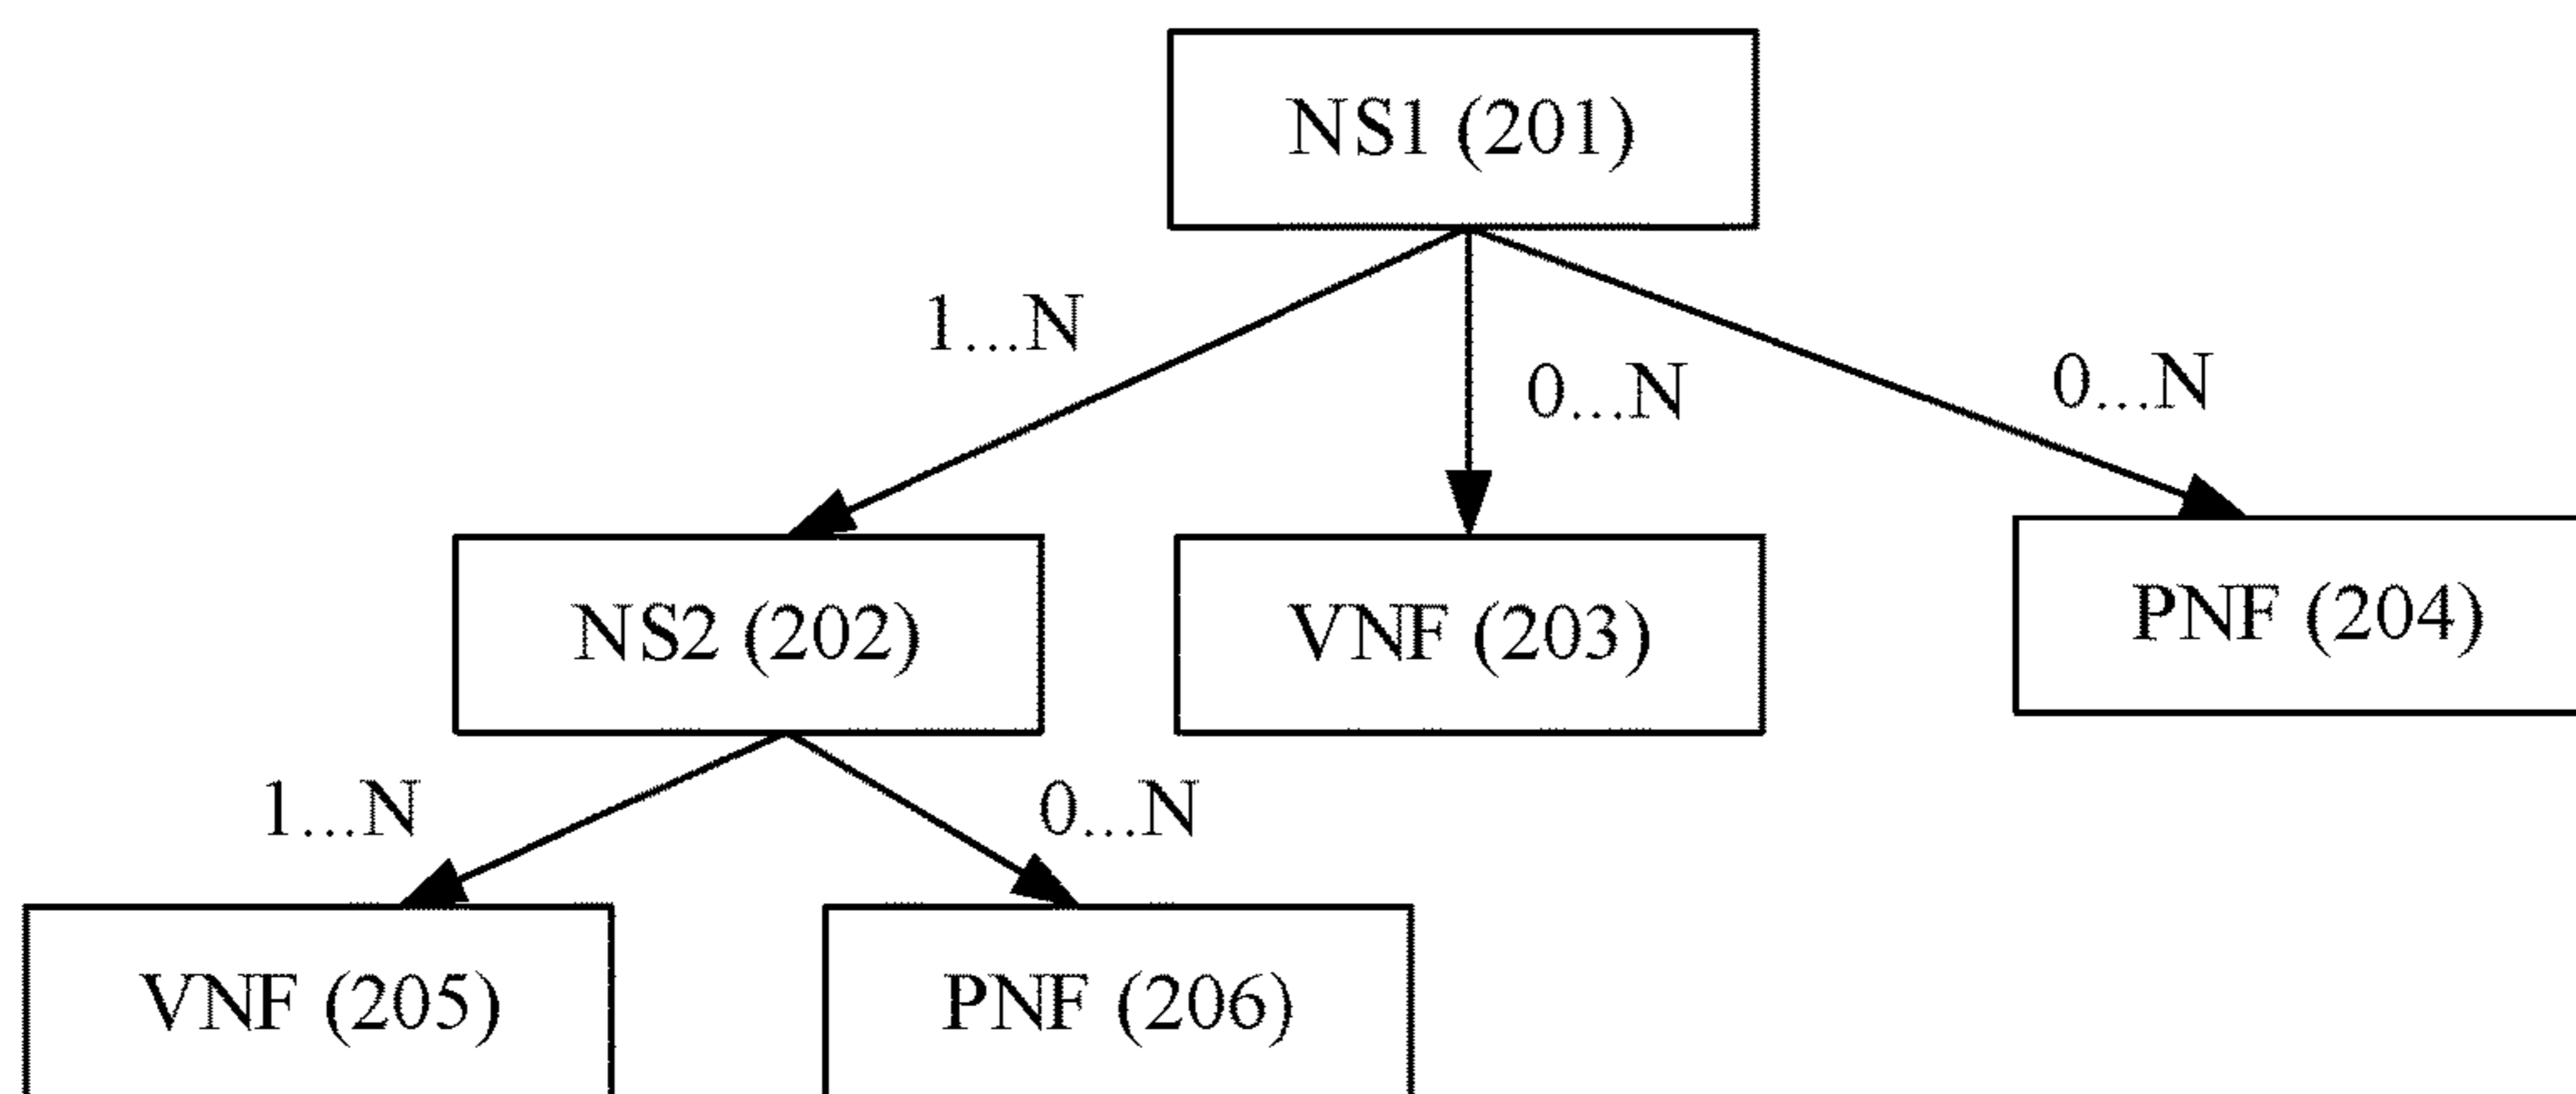 NS1 (201)
1...N
0...N
0...N
NS2 (202)
VNF (203)
PNF (204)
1...N
0...N
VNF (205)
PNF (206)